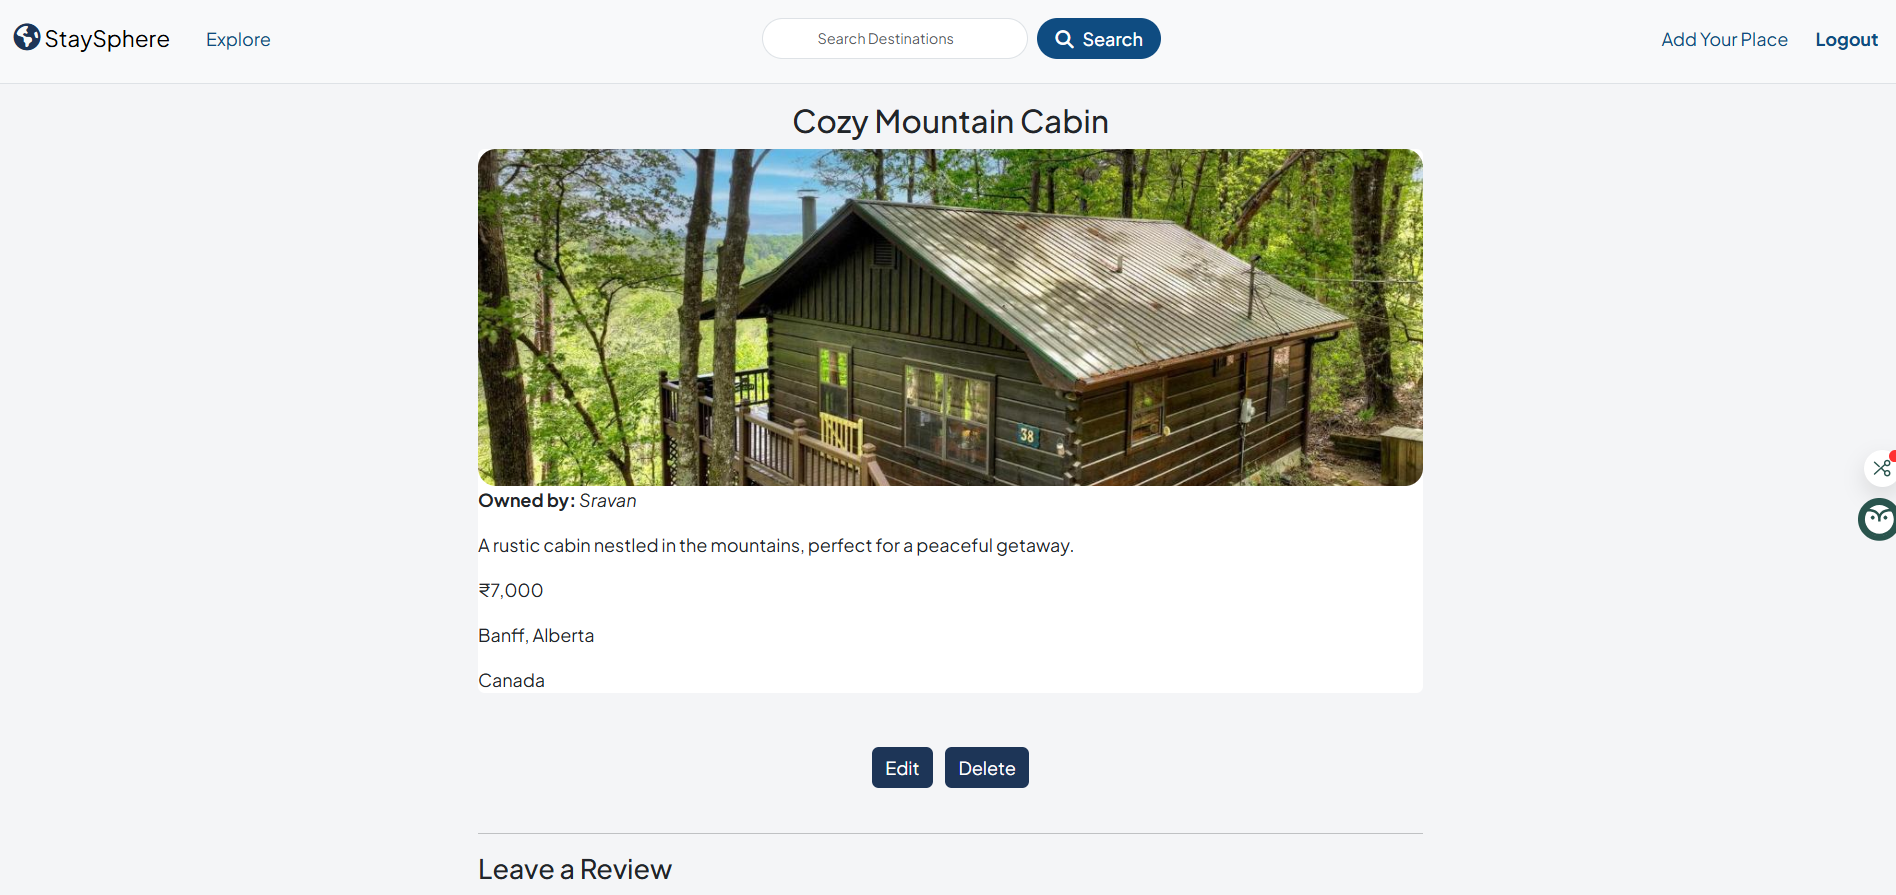 StaySphere
Explore
Search Destinations
Search
Add Your Place
Logout
Cozy Mountain Cabin
38
Owned by: Sravan
A rustic cabin nestled in the mountains, perfect for a peaceful getaway.
₹7,000
Banff, Alberta
Canada
Edit
Delete
Leave a Review